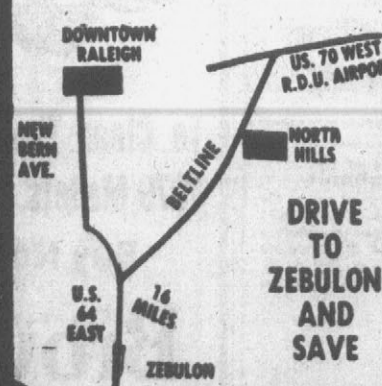 DOWNTOWN
RALEIGH
US. 70 WEST
R.D.U. AIRPORT
NEW
BERN
AVE.
NORTH
HILLS
BELTLINE
DRIVE
TO
ZEBULON
AND
SAVE
U.S.
64
EAST
16
MILES
ZEBULON